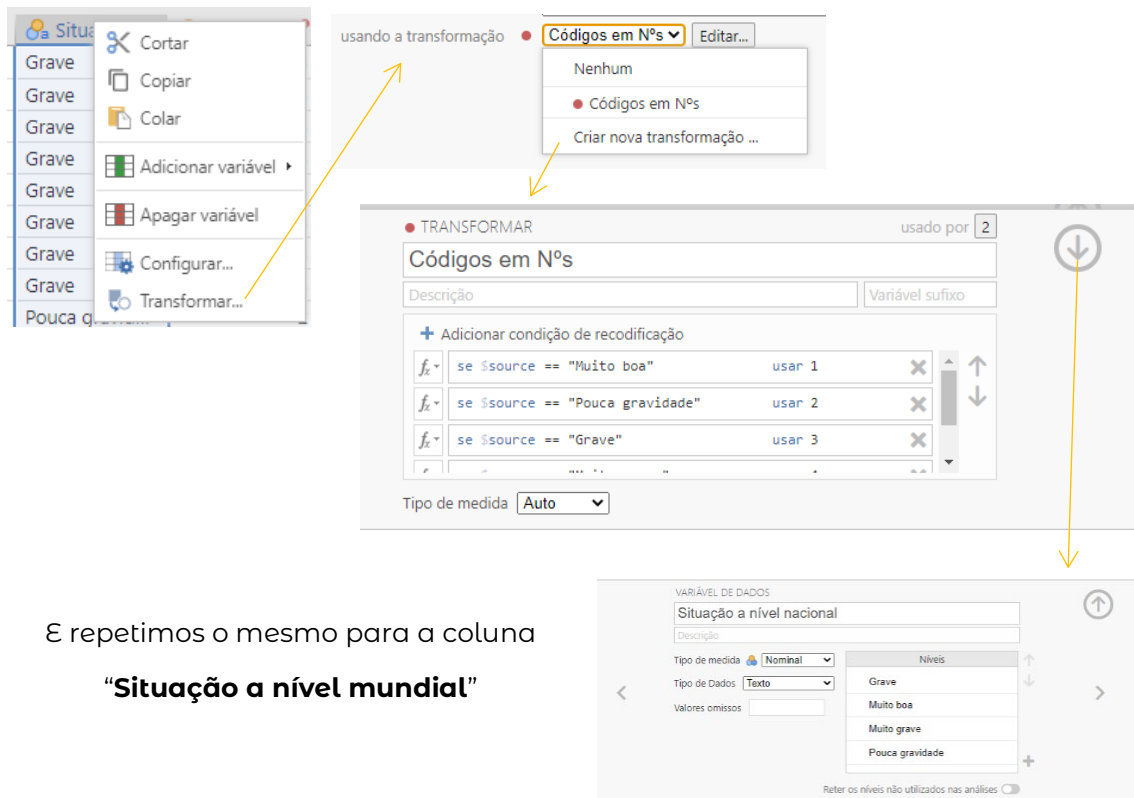 Situa
Grave
Grave
Grave
Grave
Grave
Grave
Grave
Grave
Pouca
Cortar
Copiar
Colar
Adicionar variável
Apagar variável
Configurar...
Transformar...
usando a transformação Códigos em Nºs Editar...
Nenhum
Códigos em Nºs
Criar nova transformação ...
TRANSFORMAR usado por 2
Códigos em Nºs
Descrição Variável sufixo
+ Adicionar condição de recodificação
fx se $source == "Muito boa" usar 1
fx se $source == "Pouca gravidade" usar 2
fx se $source == "Grave" usar 3
Tipo de medida Auto
E repetimos o mesmo para a coluna
“Situação a nível mundial”
VARIÁVEL DE DADOS
Situação a nível nacional
Descrição
Tipo de medida Nominal
Tipo de Dados Texto
Valores omissos
Níveis
Grave
Muito boa
Muito grave
Pouca gravidade
Reter os níveis não utilizados nas análises